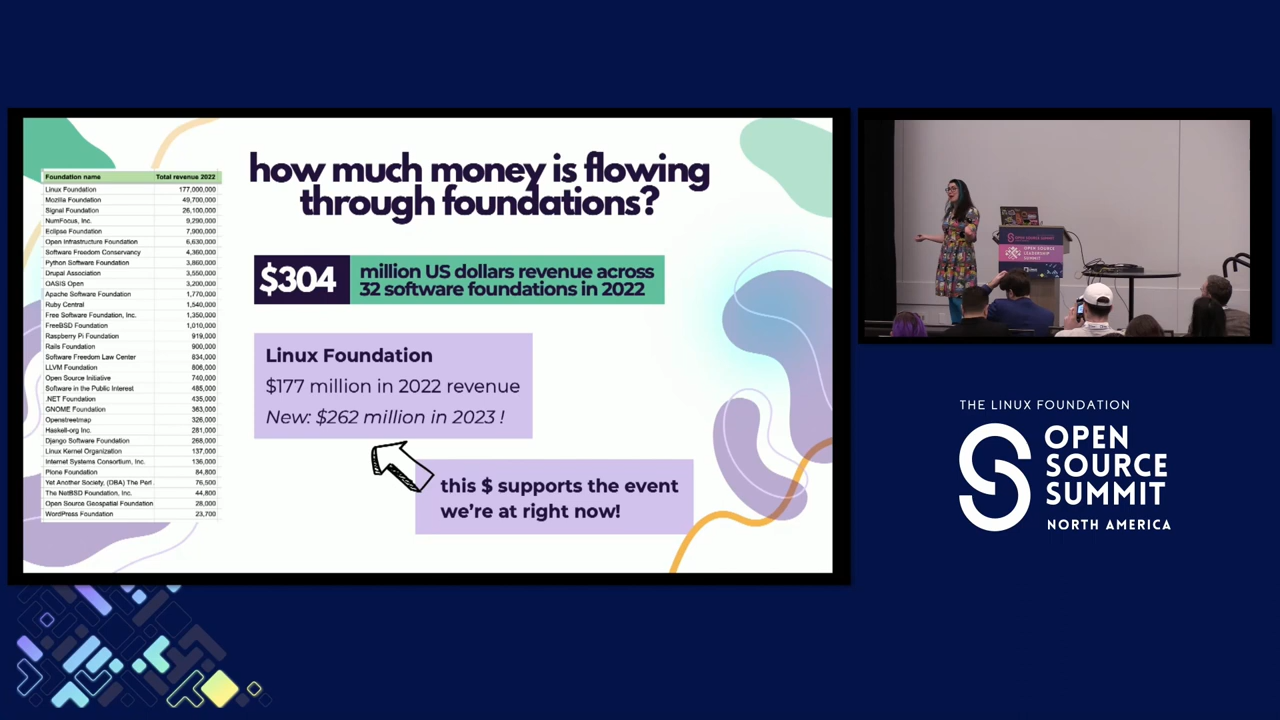 how much money is flowing
through foundations?
Foundation name Total revenue 2022
Linux Foundation 177,000,000
Mozilla Foundation 49,700,000
Signal Foundation 26,100,000
NumFocus, Inc. 9,290,000
Eclipse Foundation 7,900,000
Open Infrastructure Foundation 6,630,000
Software Freedom Conservancy 4,360,000
Python Software Foundation 3,860,000
Drupal Association 3,550,000
OASIS Open 3,200,000
Apache Software Foundation 1,770,000
Ruby Central 1,540,000
Free Software Foundation, Inc. 1,350,000
FreeBSD Foundation 1,010,000
Raspberry Pi Foundation 919,000
Rails Foundation 900,000
Software Freedom Law Center 834,000
LLVM Foundation 806,000
Open Source Initiative 740,000
Software in the Public Interest 485,000
.NET Foundation 435,000
GNOME Foundation 363,000
Openstreetmap 326,000
Haskell-org Inc. 281,000
Django Software Foundation 268,000
Linux Kernel Organization 137,000
Internet Systems Consortium, Inc. 136,000
Plone Foundation 84,800
Yet Another Society, (DBA) The Perl 76,500
The NetBSD Foundation, Inc. 44,800
Open Source Geospatial Foundation 28,000
WordPress Foundation 23,700
$304 million US dollars revenue across
32 software foundations in 2022
Linux Foundation
$177 million in 2022 revenue
New: $262 million in 2023 !
this $ supports the event
we're at right now!
OPEN SOURCE SUMMIT
OPEN SOURCE
LEADERSHIP
SUMMIT
THE LINUX FOUNDATION
OPEN
SOURCE
SUMMIT
NORTH AMERICA